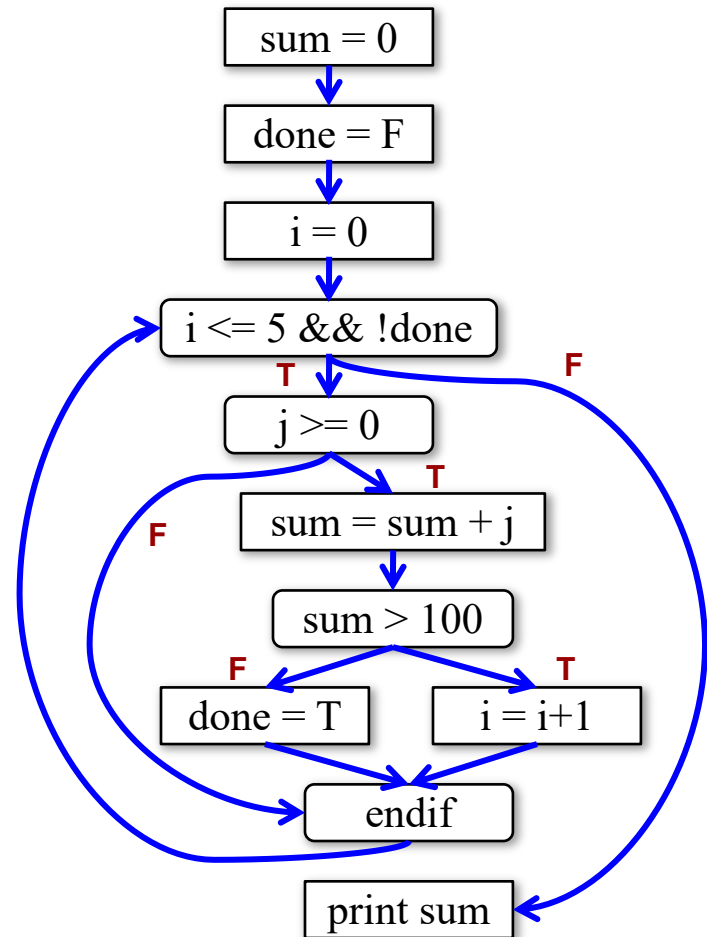 sum = 0
done = F
i = 0
i <= 5 && !done
T
F
j >= 0
T
F
sum = sum + j
sum > 100
F
T
done = T
i = i+1
endif
print sum